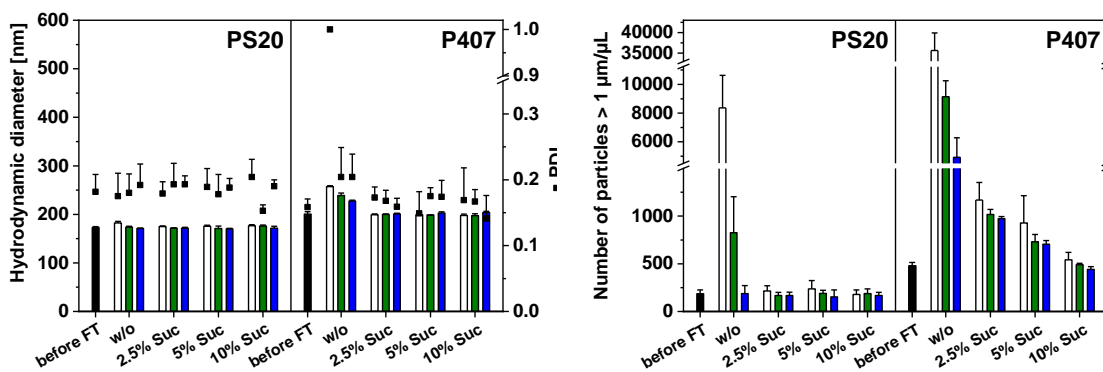 Hydrodynamic diameter [nm]
600
500
400
300
200
100
0
PS20
P407
1.0
0.9
0.3
0.2
0.1
0.0
PDI
before FT
w/o
2.5% Suc
5% Suc
10% Suc
before FT
w/o
2.5% Suc
5% Suc
10% Suc
Number of particles > 1 µm/µL
40000
35000
10000
8000
6000
1000
500
0
PS20
P407
before FT
w/o
2.5% Suc
5% Suc
10% Suc
before FT
w/o
2.5% Suc
5% Suc
10% Suc